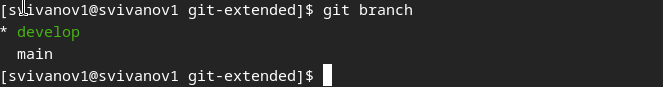 [svivanov1@svivanov1 git-extended]$ git branch
* develop
  main
[svivanov1@svivanov1 git-extended]$